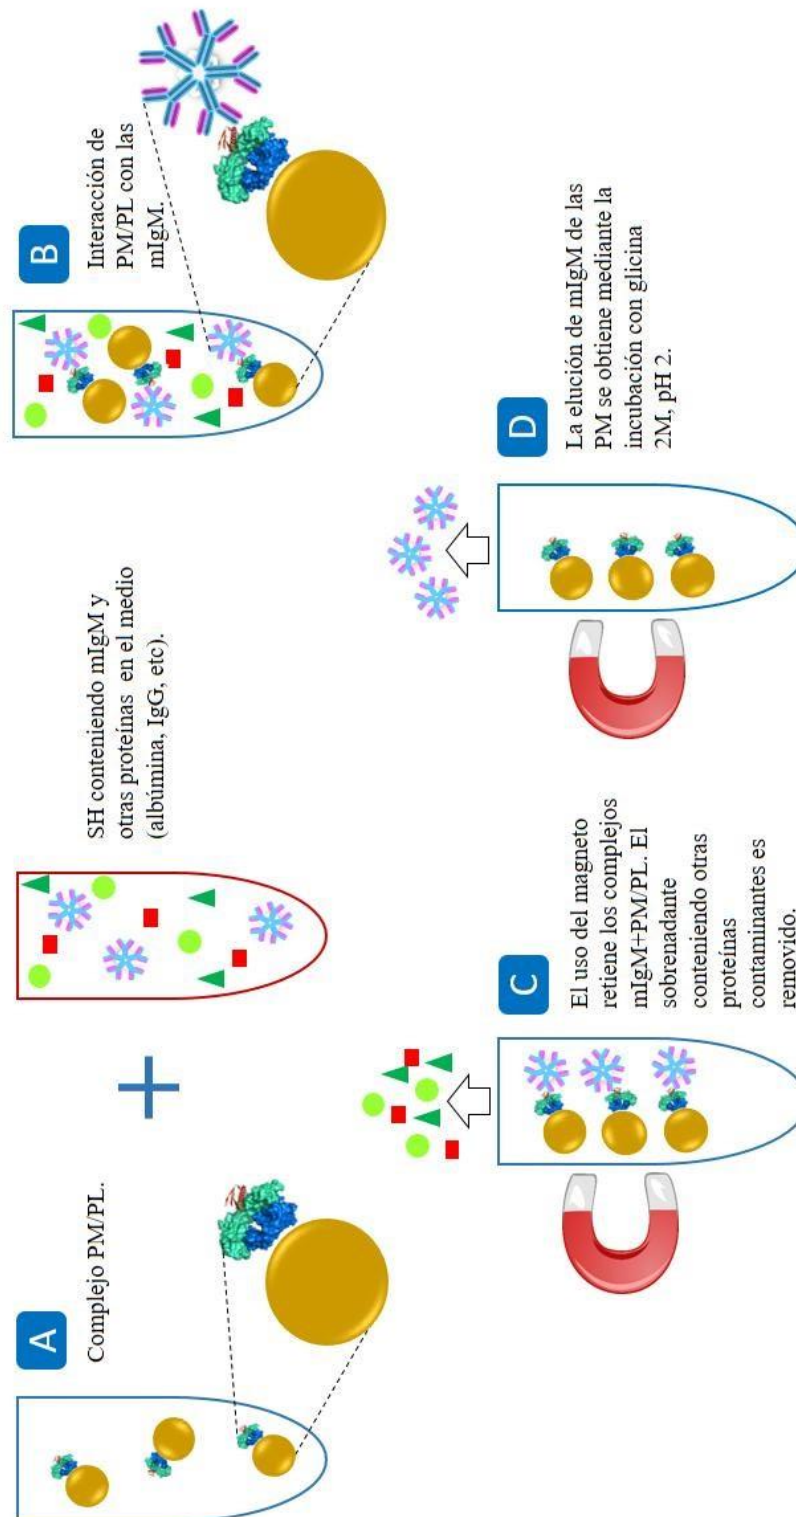 A
Complejo PM/PL.
SH conteniendo mIgM y
otras proteínas en el medio
(albúmina, IgG, etc).
B
Interacción de
PM/PL con las
mIgM.
C
El uso del magneto
retiene los complejos
mIgM+PM/PL. El
sobrenadante
conteniendo otras
proteínas
contaminantes es
removido.
D
La elución de mIgM de las
PM se obtiene mediante la
incubación con glicina
2M, pH 2.